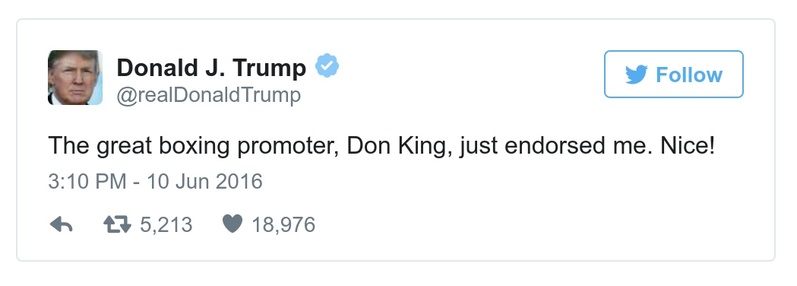 Donald J. Trump
@realDonaldTrump
Follow
The great boxing promoter, Don King, just endorsed me. Nice!
3:10 PM - 10 Jun 2016
5,213 18,976